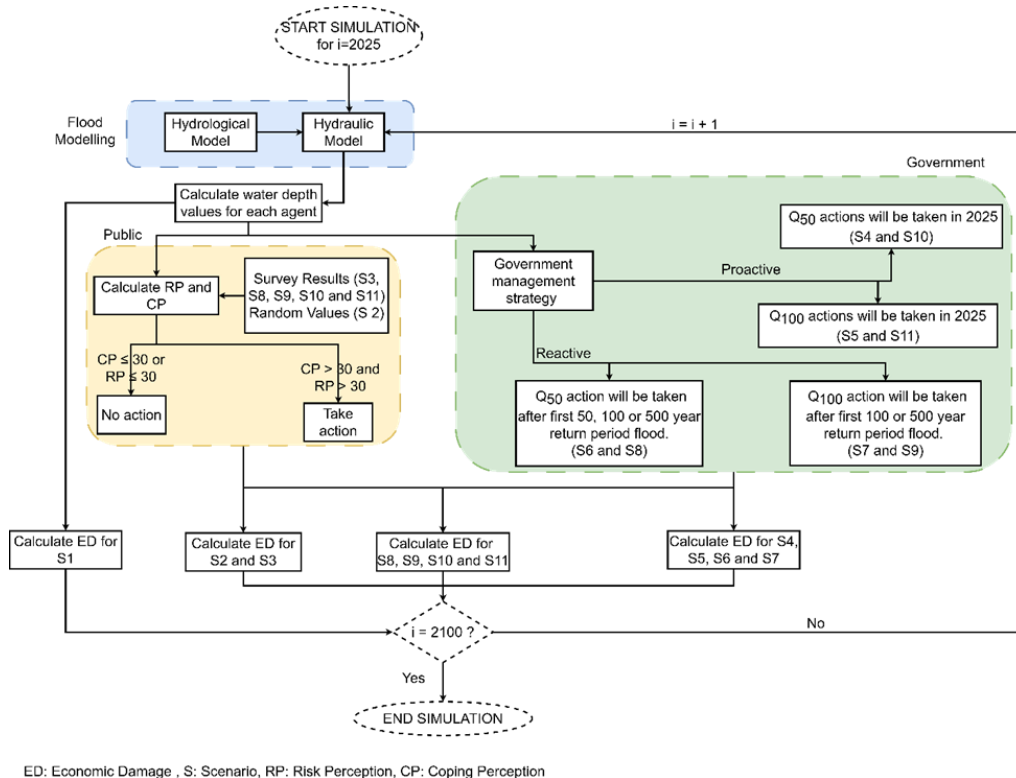 START SIMULATION
for i=2025
Flood
Modelling
Hydrological
Model
Hydraulic
Model
i = i + 1
Government
Calculate water depth
values for each agent
Public
Calculate RP and
CP
Survey Results (S3,
S8, S9, S10 and S11)
Random Values (S 2)
CP ≤ 30 or
RP ≤ 30
CP > 30 and
RP > 30
No action
Take
action
Government
management
strategy
Proactive
Q50 actions will be taken in 2025
(S4 and S10)
Q100 actions will be taken in 2025
(S5 and S11)
Reactive
Q50 action will be taken
after first 50, 100 or 500 year
return period flood.
(S6 and S8)
Q100 action will be taken
after first 100 or 500 year
return period flood.
(S7 and S9)
Calculate ED for
S1
Calculate ED for
S2 and S3
Calculate ED for
S8, S9, S10 and S11
Calculate ED for S4,
S5, S6 and S7
i = 2100 ?
No
Yes
END SIMULATION
ED: Economic Damage , S: Scenario, RP: Risk Perception, CP: Coping Perception